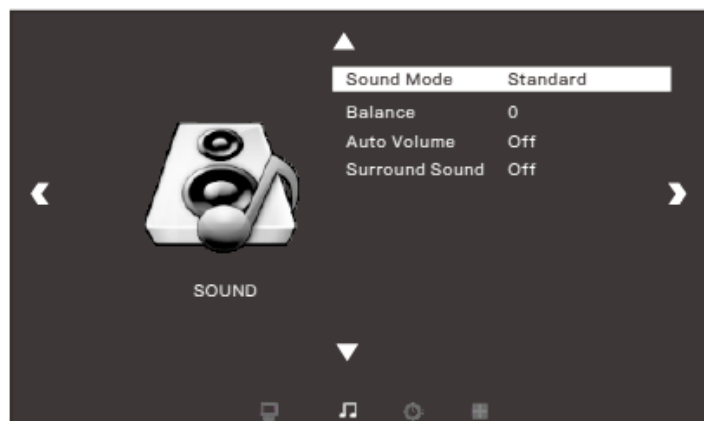 Sound Mode Standard
Balance 0
Auto Volume Off
Surround Sound Off
SOUND